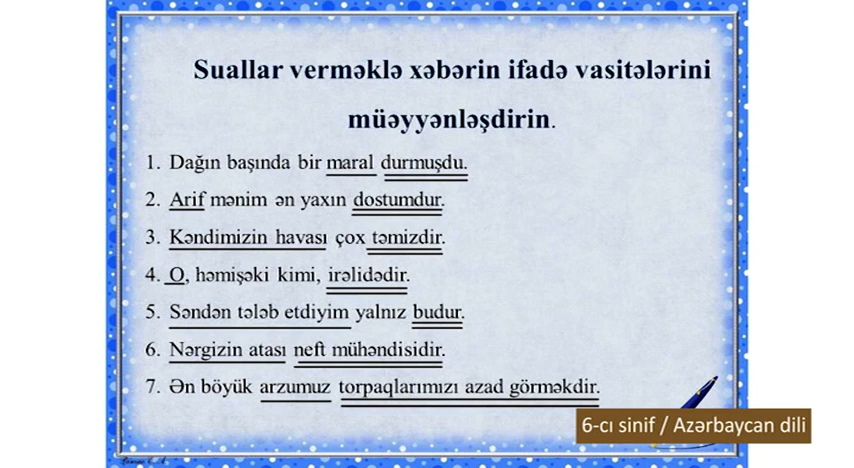 Suallar verməklə xəbərin ifadə vasitələrini
müəyyənləşdirin.
1. Dağın başında bir maral durmuşdu.
2. Arif mənim ən yaxın dostumdur.
3. Kəndimizin havası çox təmizdir.
4. O, həmişəki kimi, irəlidədir.
5. Səndən tələb etdiyim yalnız budur.
6. Nərgizin atası neft mühəndisidir.
7. Ən böyük arzumuz torpaqlarımızı azad görməkdir.
6-cı sinif / Azərbaycan dili